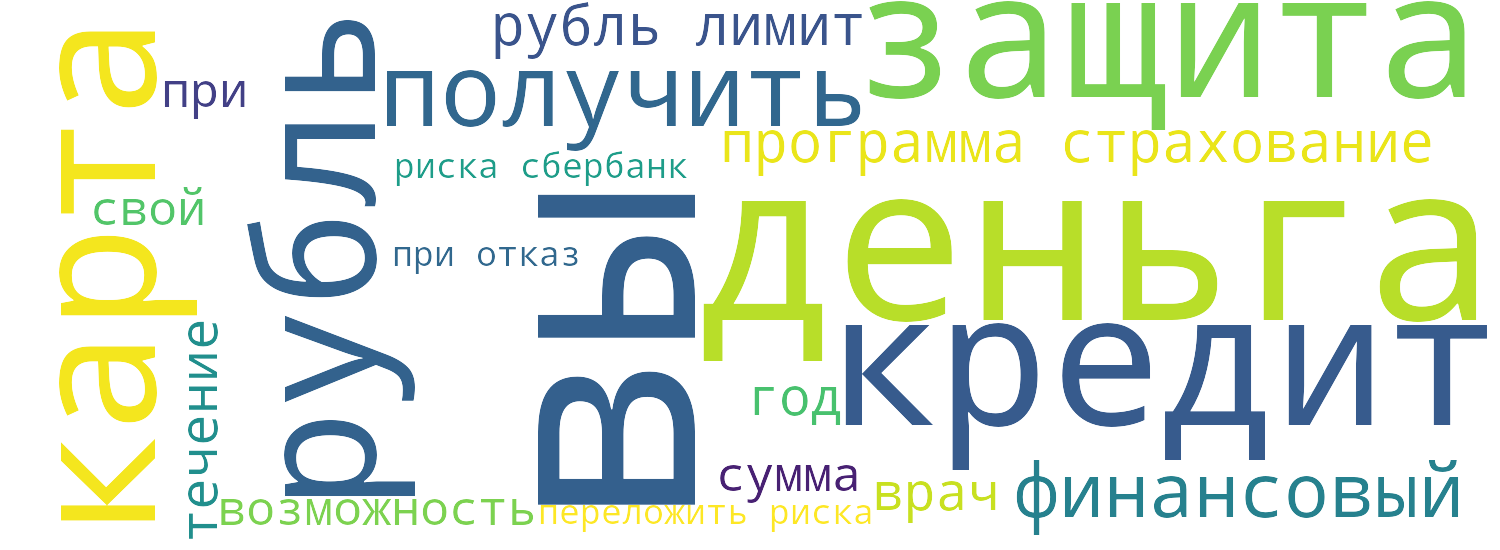 карта
при
свой
течение
рубль
рубль лимит
получить
риска сбербанк
при отказ
Вы
защита
программа страхование
деньга
кредит
год
сумма
врач
финансовый
возможность
переложить риска